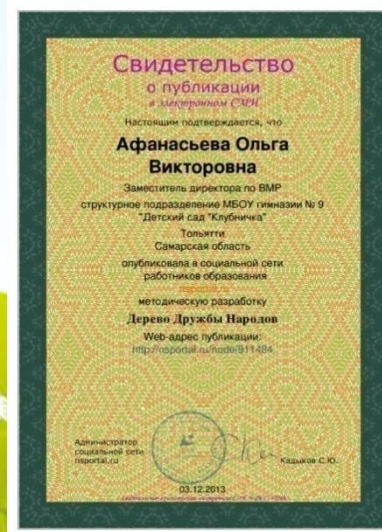 Свидетельство
о публикации
в электронном СМИ
Настоящим подтверждается, что
Афанасьева Ольга
Викторовна
Заместитель директора по ВМР
структурное подразделение МБОУ гимназии № 9
"Детский сад "Клубничка"
Тольятти
Самарская область
опубликовала в социальной сети
работников образования
методическую разработку
Дерево Дружбы Народов
Web-адрес публикации:
http://nsportal.ru/node/911484
Администратор
социальной сети
nsportal.ru
Кадыков С.Ю.
03.12.2013